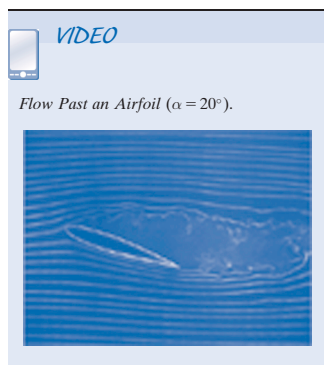 VIDEO
Flow Past an Airfoil (α = 20°).